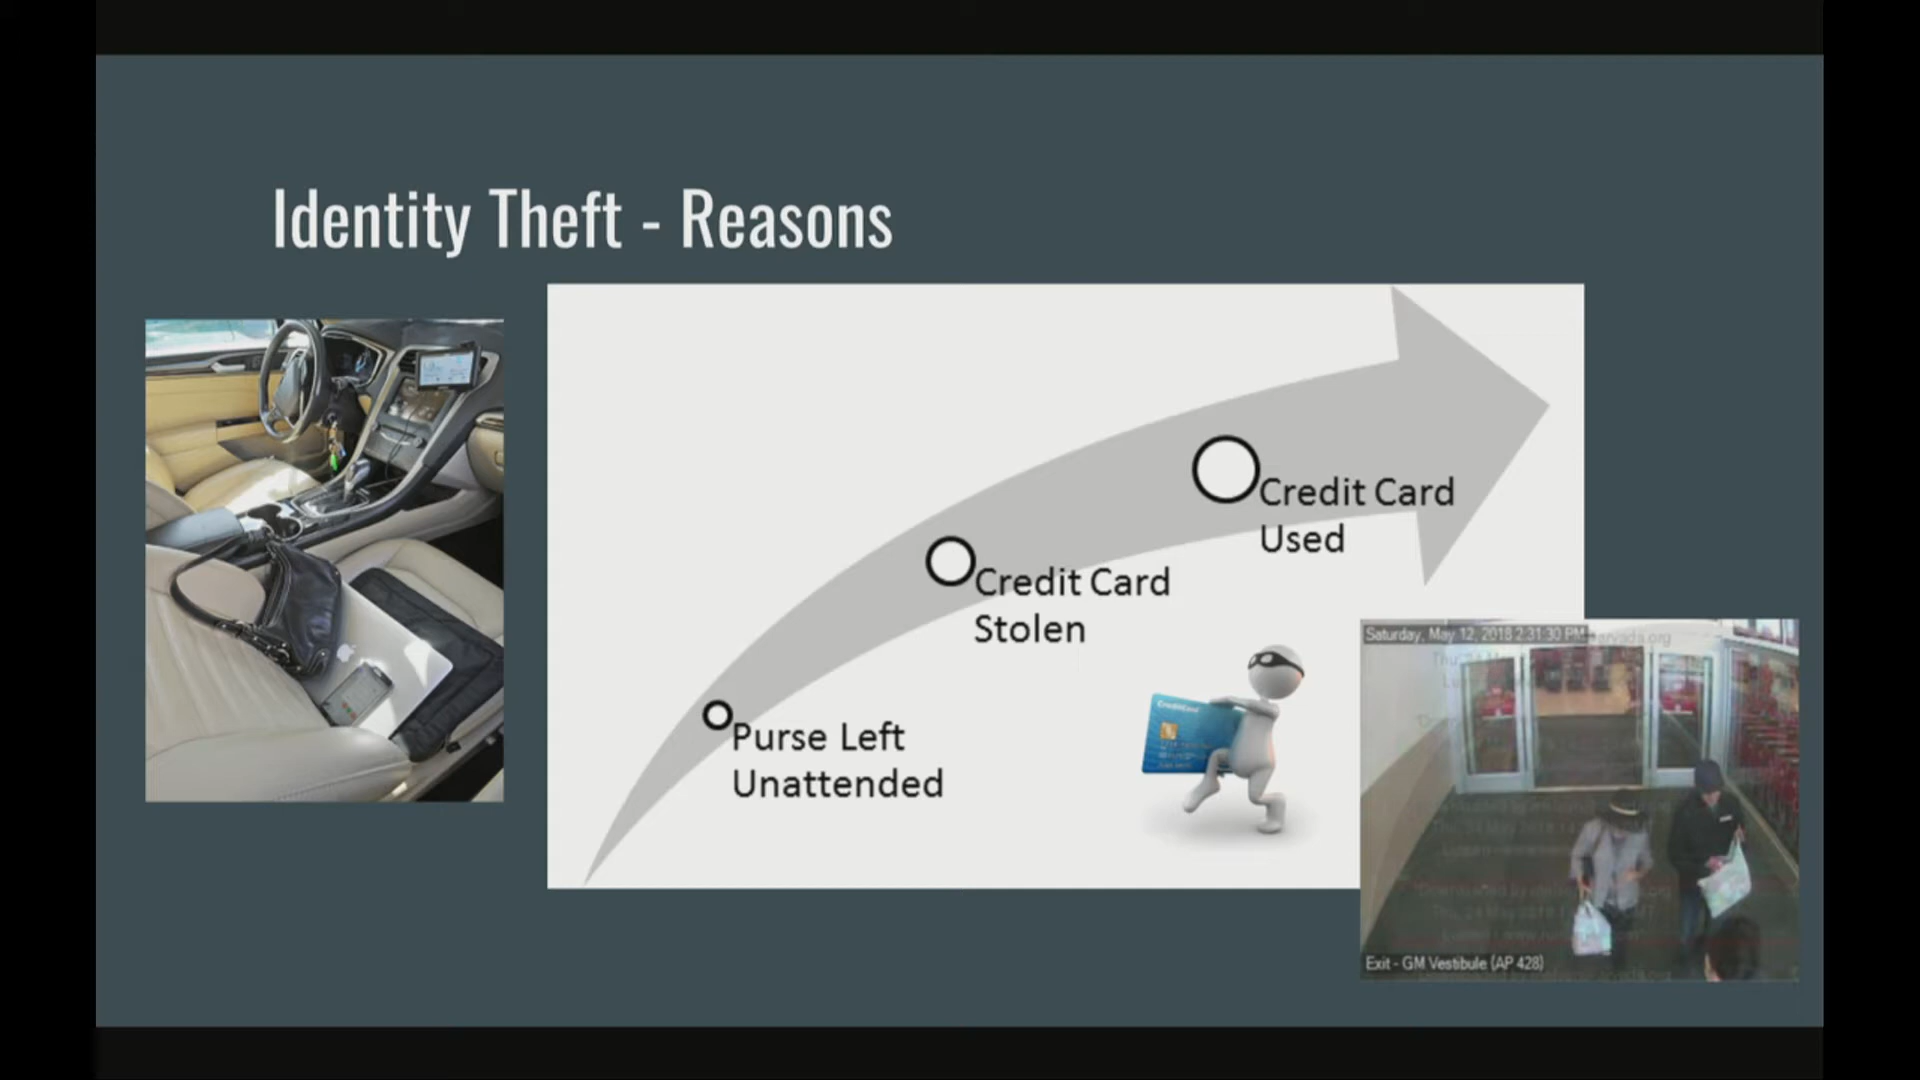 Identity Theft - Reasons
Credit Card
Used
Credit Card
Stolen
Purse Left
Unattended
Saturday, May 12, 2018 2:31:30 PM
Exit - GM Vestibule (AP 428)